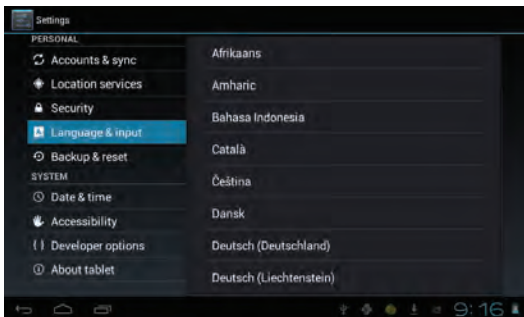 Settings
PERSONAL
Accounts & sync
Location services
Security
Language & input
Backup & reset
SYSTEM
Date & time
Accessibility
Developer options
About tablet
Afrikaans
Amharic
Bahasa Indonesia
Català
Čeština
Dansk
Deutsch (Deutschland)
Deutsch (Liechtenstein)
9:16